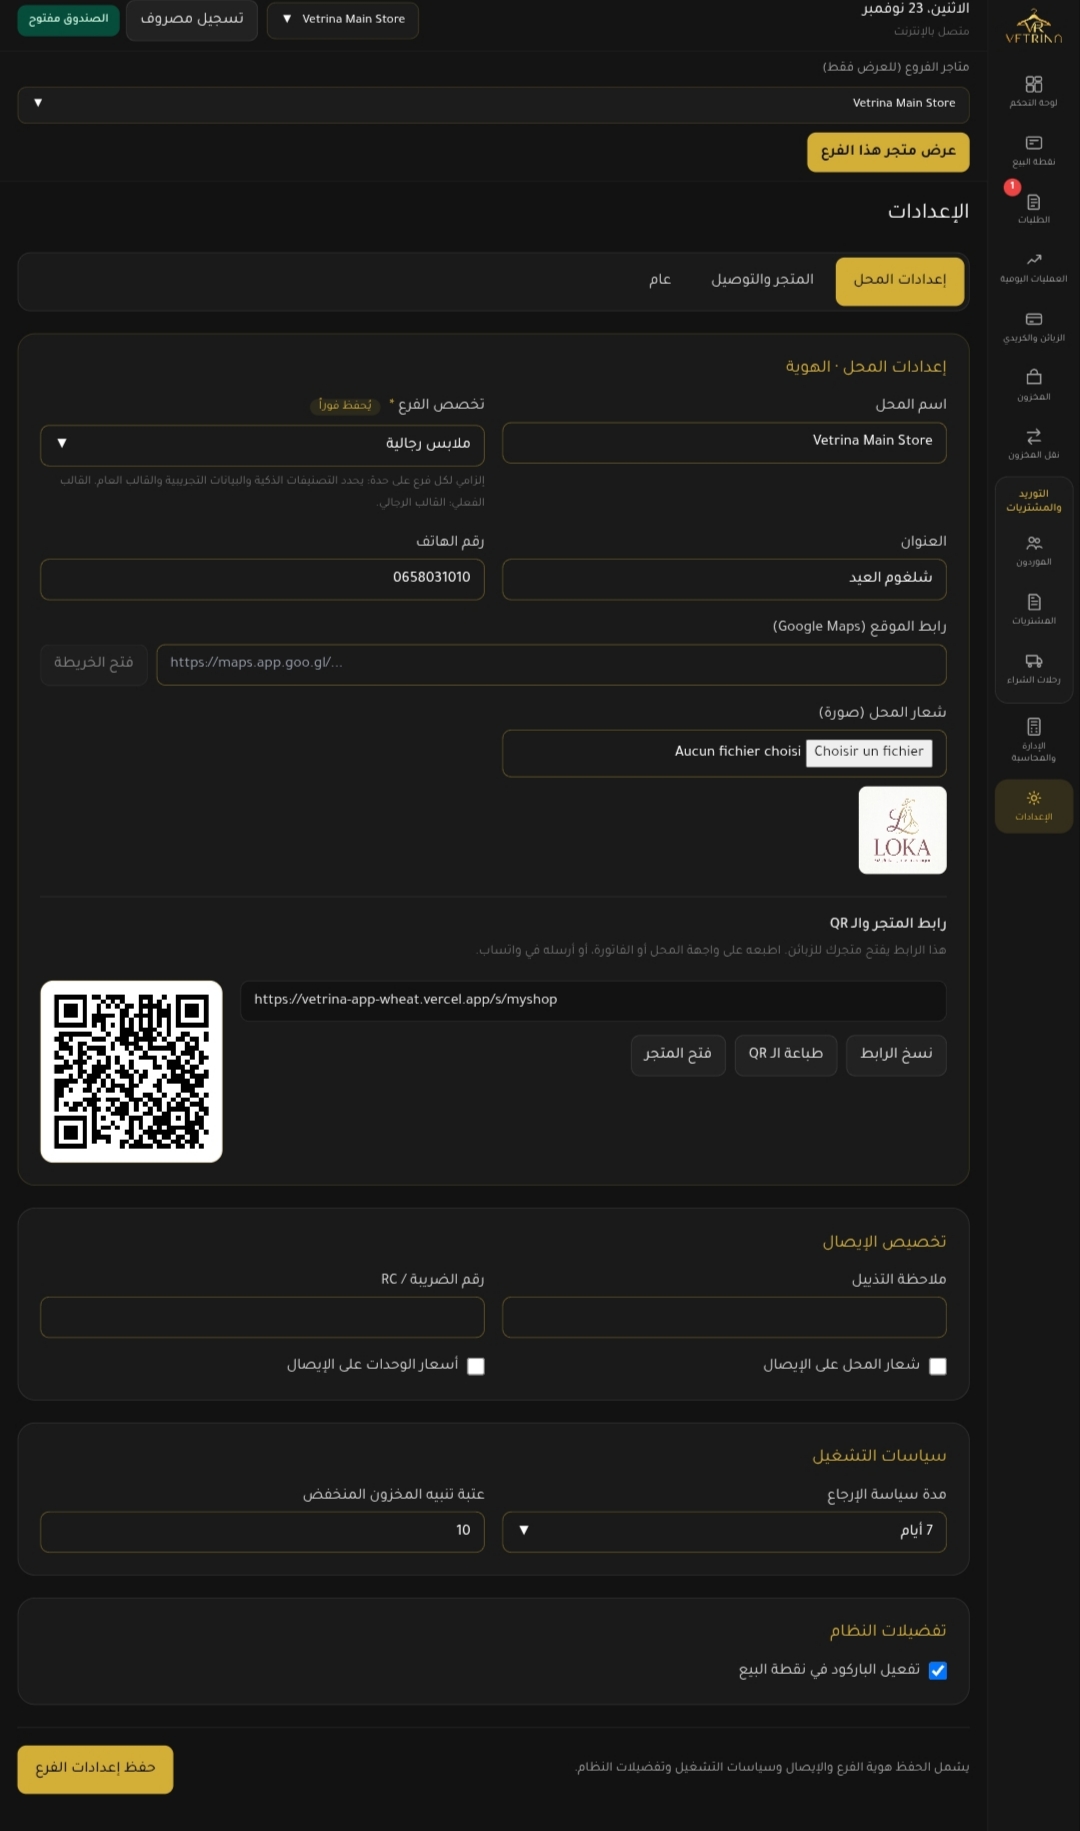 VETRINA
لوحة التحكم
نقطة البيع
1
الطلبات
العمليات اليومية
الزبائن والكريدي
المخزون
نقل المخزون
التوريد
والمشتريات
الموردون
المشتريات
رحلات الشراء
الإدارة
والمحاسبة
الإعدادات
الاثنين، 23 نوفمبر
متصل بالإنترنت
Vetrina Main Store
تسجيل مصروف
الصندوق مفتوح
متاجر الفروع (للعرض فقط)
Vetrina Main Store
عرض متجر هذا الفرع
الإعدادات
إعدادات المحل
المتجر والتوصيل
عام
إعدادات المحل · الهوية
اسم المحل
Vetrina Main Store
تخصص الفرع * يُحفظ فوراً
ملابس رجالية
إلزامي لكل فرع على حدة: يحدد التصنيفات الذكية والبيانات التجريبية والقالب العام. القالب
الفعلي: القالب الرجالي.
العنوان
شلغوم العيد
رقم الهاتف
0658031010
رابط الموقع (Google Maps)
https://maps.app.goo.gl/...
فتح الخريطة
شعار المحل (صورة)
Choisir un fichier Aucun fichier choisi
LOKA
رابط المتجر والـ QR
هذا الرابط يفتح متجرك للزبائن. اطبعه على واجهة المحل أو الفاتورة، أو أرسله في واتساب.
https://vetrina-app-wheat.vercel.app/s/myshop
نسخ الرابط
طباعة الـ QR
فتح المتجر
تخصيص الإيصال
ملاحظة التذييل
رقم الضريبة / RC
شعار المحل على الإيصال
أسعار الوحدات على الإيصال
سياسات التشغيل
مدة سياسة الإرجاع
7 أيام
عتبة تنبيه المخزون المنخفض
10
تفضيلات النظام
تفعيل الباركود في نقطة البيع
يشمل الحفظ هوية الفرع والإيصال وسياسات التشغيل وتفضيلات النظام.
حفظ إعدادات الفرع